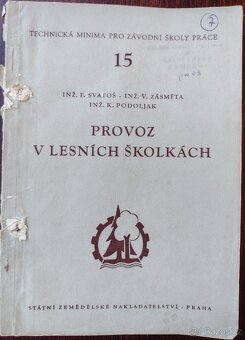 7
TECHNICKÁ MINIMA PRO ZÁVODNÍ ŠKOLY PRÁCE
15
INŽ. F. SVATOŠ - INŽ. V. ZÁSMĚTA
INŽ. K. PODOLJAK
PROVOZ
V LESNÍCH ŠKOLKÁCH
STÁTNÍ ZEMĚDĚLSKÉ NAKLADATELSTVÍ - PRAHA